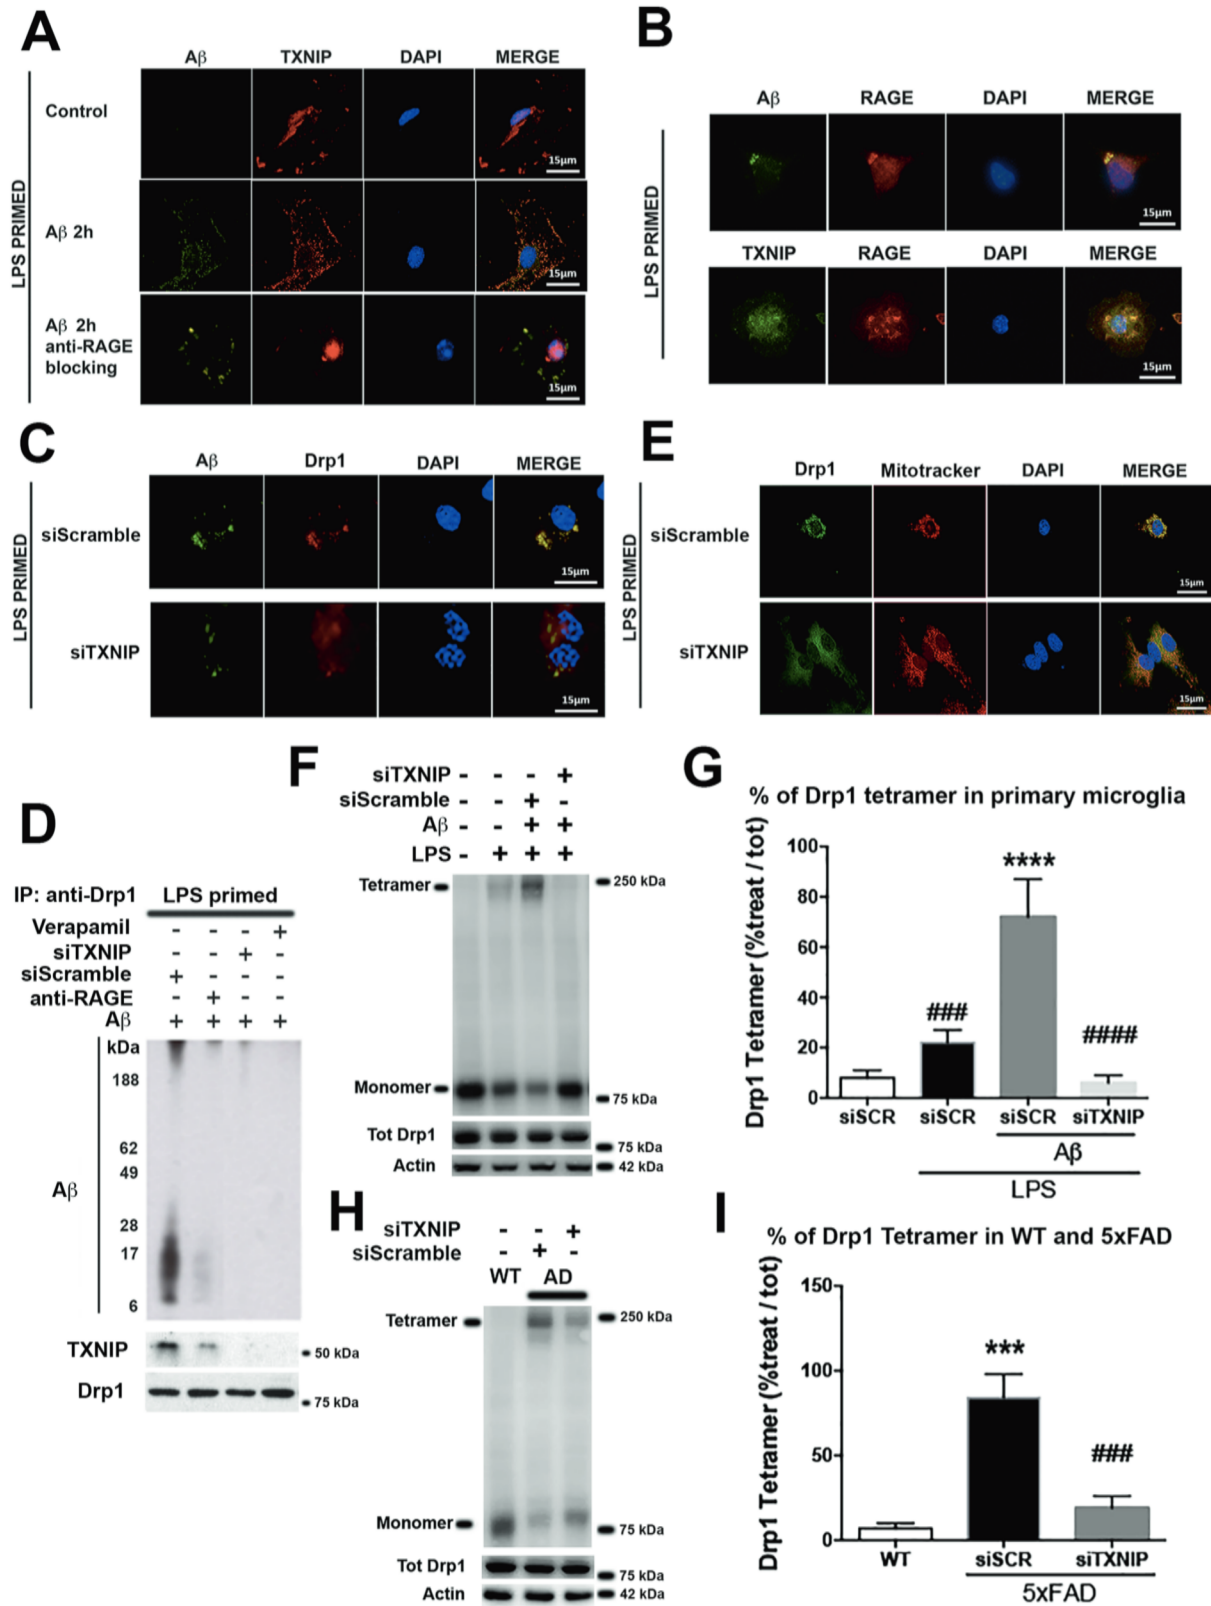 A
Aβ TXNIP DAPI MERGE
LPS PRIMED
Control
15µm
Aβ 2h
15µm
Aβ 2h
anti-RAGE
blocking
15µm
B
Aβ RAGE DAPI MERGE
LPS PRIMED
15µm
TXNIP RAGE DAPI MERGE
15µm
C
Aβ Drp1 DAPI MERGE
LPS PRIMED
siScramble
15µm
siTXNIP
15µm
E
Drp1 Mitotracker DAPI MERGE
LPS PRIMED
siScramble
15µm
siTXNIP
15µm
D
IP: anti-Drp1 LPS primed
Verapamil - - - +
siTXNIP - - + -
siScramble + - - -
anti-RAGE - + - -
Aβ + + + +
kDa
188
62
49
Aβ
28
17
6
TXNIP 50 kDa
Drp1 75 kDa
F
siTXNIP - - - +
siScramble - - + -
Aβ - - + +
LPS - + + +
Tetramer 250 kDa
Monomer 75 kDa
Tot Drp1 75 kDa
Actin 42 kDa
G
% of Drp1 tetramer in primary microglia
Drp1 Tetramer (%treat / tot)
100
80
60
40
20
0
###
****
####
siSCR siSCR siSCR siTXNIP
Aβ
LPS
H
siTXNIP - - +
siScramble - + -
WT AD
Tetramer 250 kDa
Monomer 75 kDa
Tot Drp1 75 kDa
Actin 42 kDa
I
% of Drp1 Tetramer in WT and 5xFAD
Drp1 Tetramer (%treat / tot)
150
100
50
0
***
###
WT siSCR siTXNIP
5xFAD